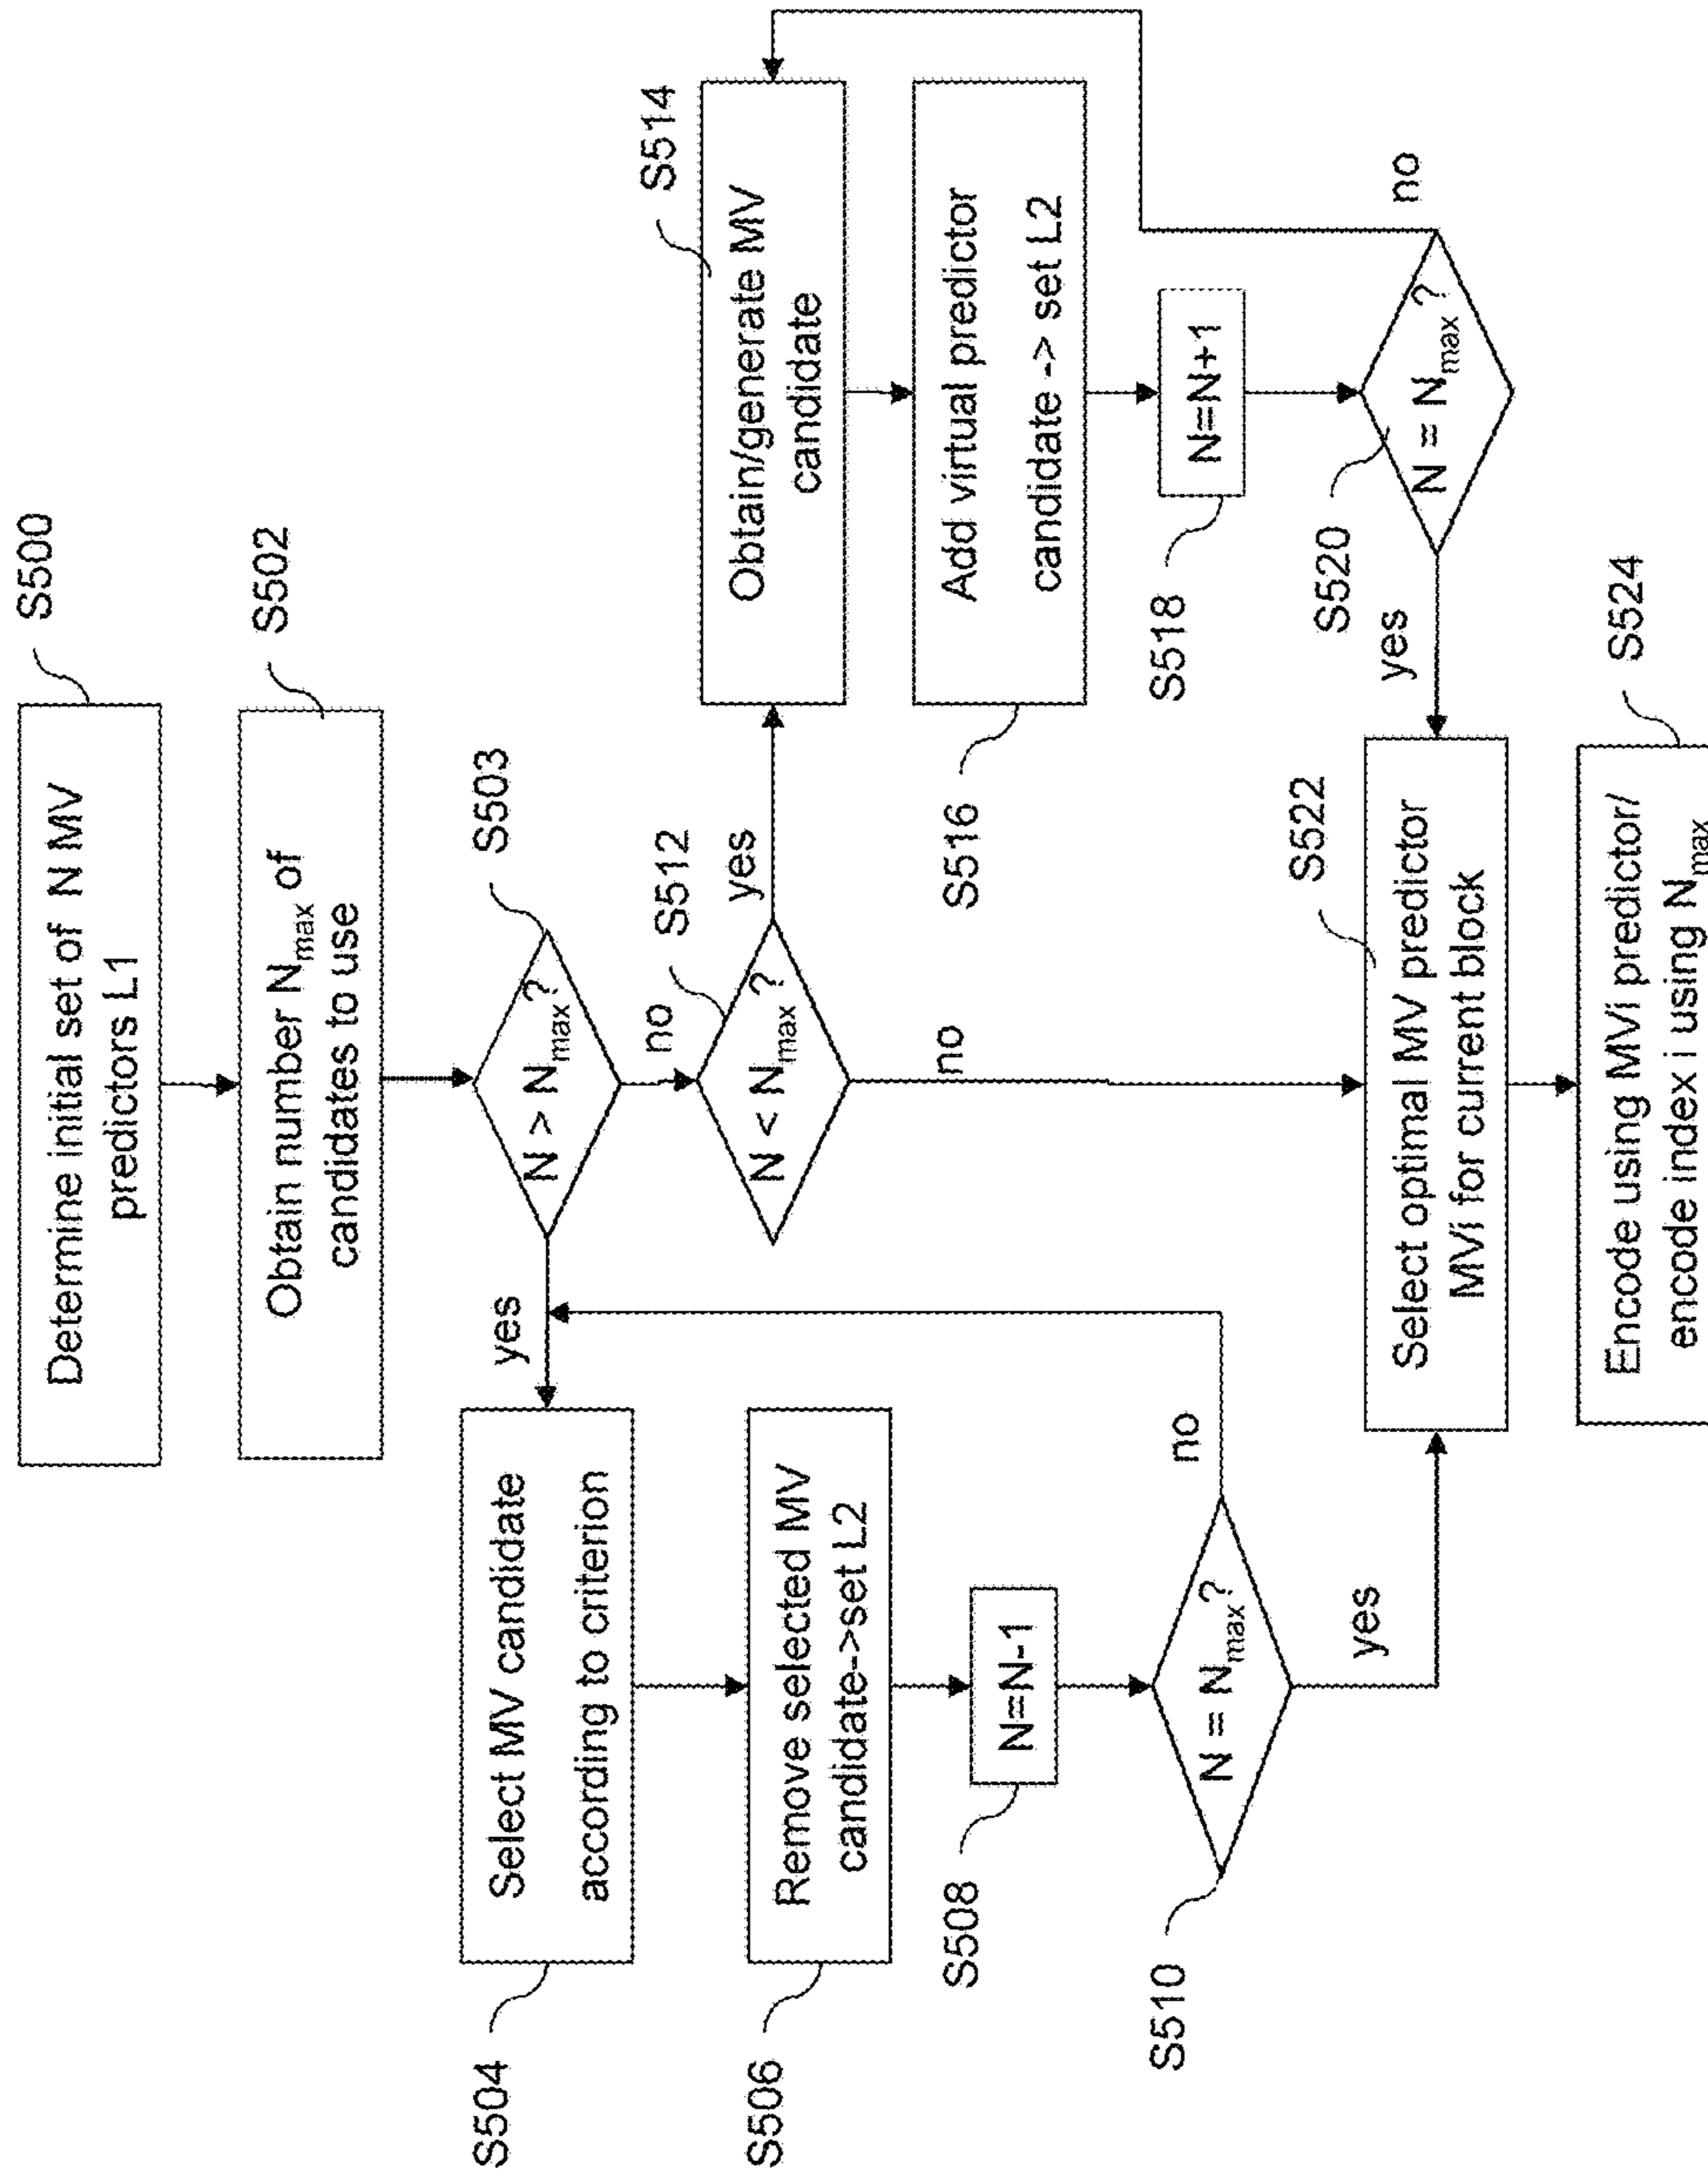 S500
Determine initial set of N MV
predictors L1
S502
Obtain number Nmax of
candidates to use
S503
N > Nmax?
yes
no
S504
Select MV candidate
according to criterion
S506
Remove selected MV
candidate->set L2
S508
N=N-1
S510
N = Nmax?
no
yes
S512
N < Nmax?
yes
no
S514
Obtain/generate MV
candidate
S516
Add virtual predictor
candidate -> set L2
S518
N=N+1
S520
N = Nmax?
no
yes
S522
Select optimal MV predictor
MVi for current block
S524
Encode using MVi predictor/
encode index i using Nmax